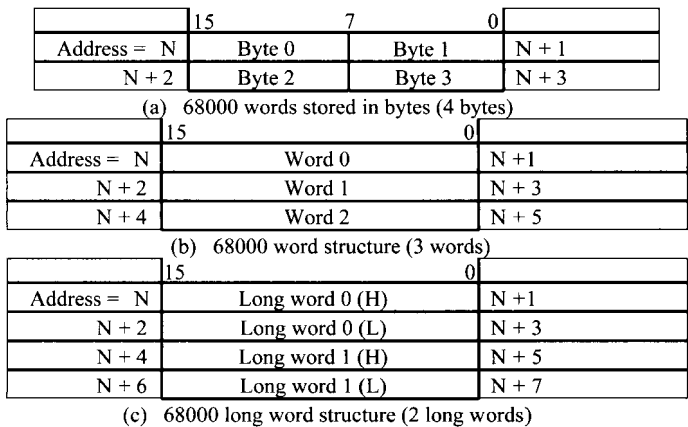 15 7 0
Address = N Byte 0 Byte 1 N + 1
N + 2 Byte 2 Byte 3 N + 3
(a) 68000 words stored in bytes (4 bytes)
15 0
Address = N Word 0 N +1
N + 2 Word 1 N + 3
N + 4 Word 2 N + 5
(b) 68000 word structure (3 words)
15 0
Address = N Long word 0 (H) N +1
N + 2 Long word 0 (L) N + 3
N + 4 Long word 1 (H) N + 5
N + 6 Long word 1 (L) N + 7
(c) 68000 long word structure (2 long words)